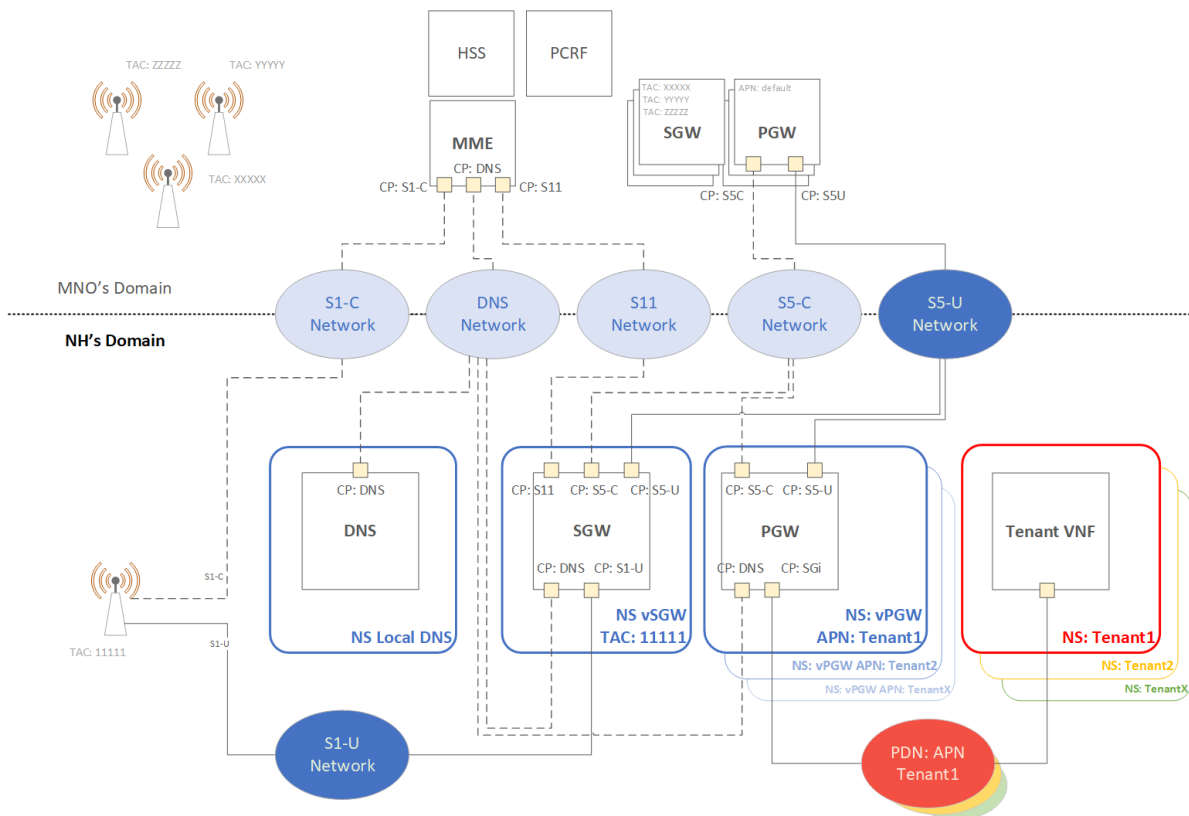 HSS
PCRF
TAC: ZZZZZ
TAC: YYYYY
TAC: XXXXX
TAC: XXXXX
TAC: YYYYY
TAC: ZZZZZ
SGW
APN: default
PGW
MME
CP: DNS
CP: S1-C
CP: S11
CP: S5C
CP: S5U
MNO's Domain
NH's Domain
S1-C
Network
DNS
Network
S11
Network
S5-C
Network
S5-U
Network
CP: DNS
DNS
NS Local DNS
CP: S11
CP: S5-C
CP: S5-U
SGW
CP: DNS
CP: S1-U
NS vSGW
TAC: 11111
CP: S5-C
CP: S5-U
PGW
CP: DNS
CP: SGi
NS: vPGW
APN: Tenant1
NS: vPGW APN: Tenant2
NS: vPGW APN: TenantX
Tenant VNF
NS: Tenant1
NS: Tenant2
NS: TenantX
S1-C
S1-U
TAC: 11111
S1-U
Network
PDN: APN
Tenant1